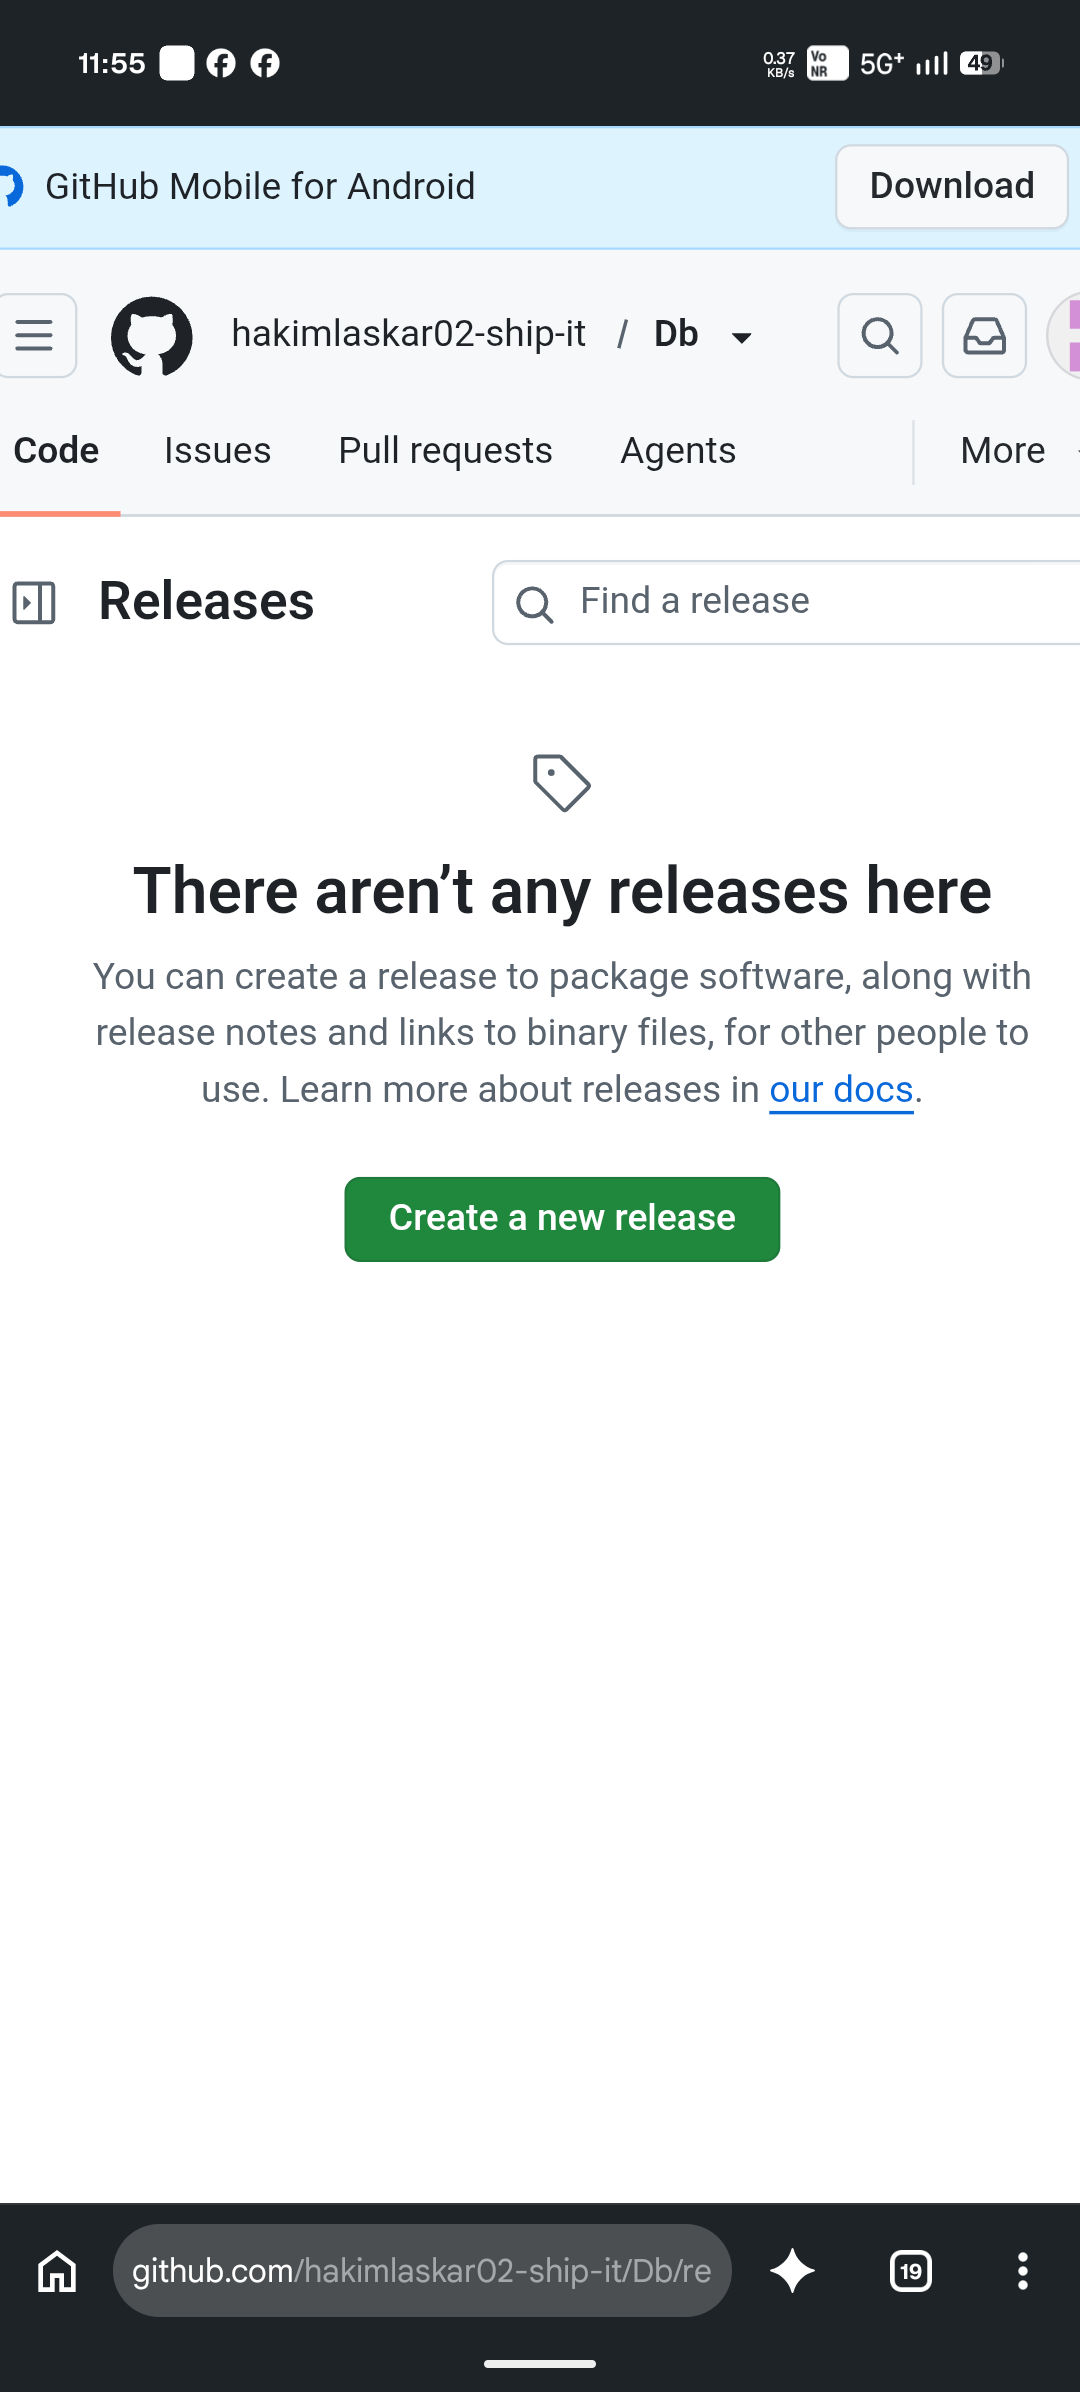 11:55
0.37 KB/s
Vo NR
5G+
49
GitHub Mobile for Android
Download
hakimlaskar02-ship-it / Db
Code
Issues
Pull requests
Agents
More
Releases
Find a release
There aren’t any releases here
You can create a release to package software, along with
release notes and links to binary files, for other people to
use. Learn more about releases in our docs.
Create a new release
github.com/hakimlaskar02-ship-it/Db/re
19